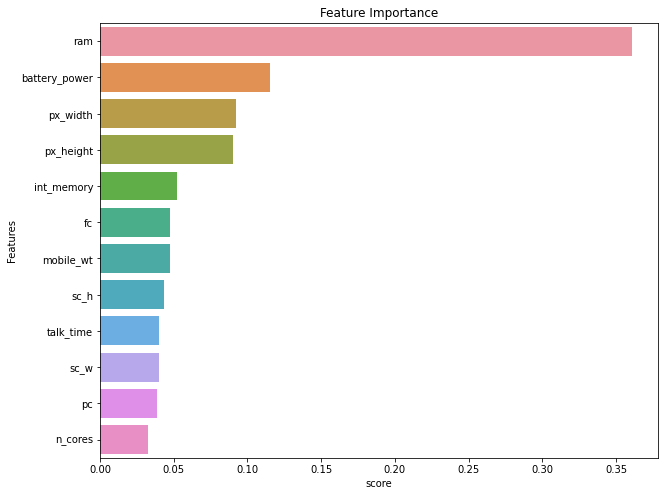 Feature Importance
Features
ram
battery_power
px_width
px_height
int_memory
fc
mobile_wt
sc_h
talk_time
sc_w
pc
n_cores
0.00 0.05 0.10 0.15 0.20 0.25 0.30 0.35
score